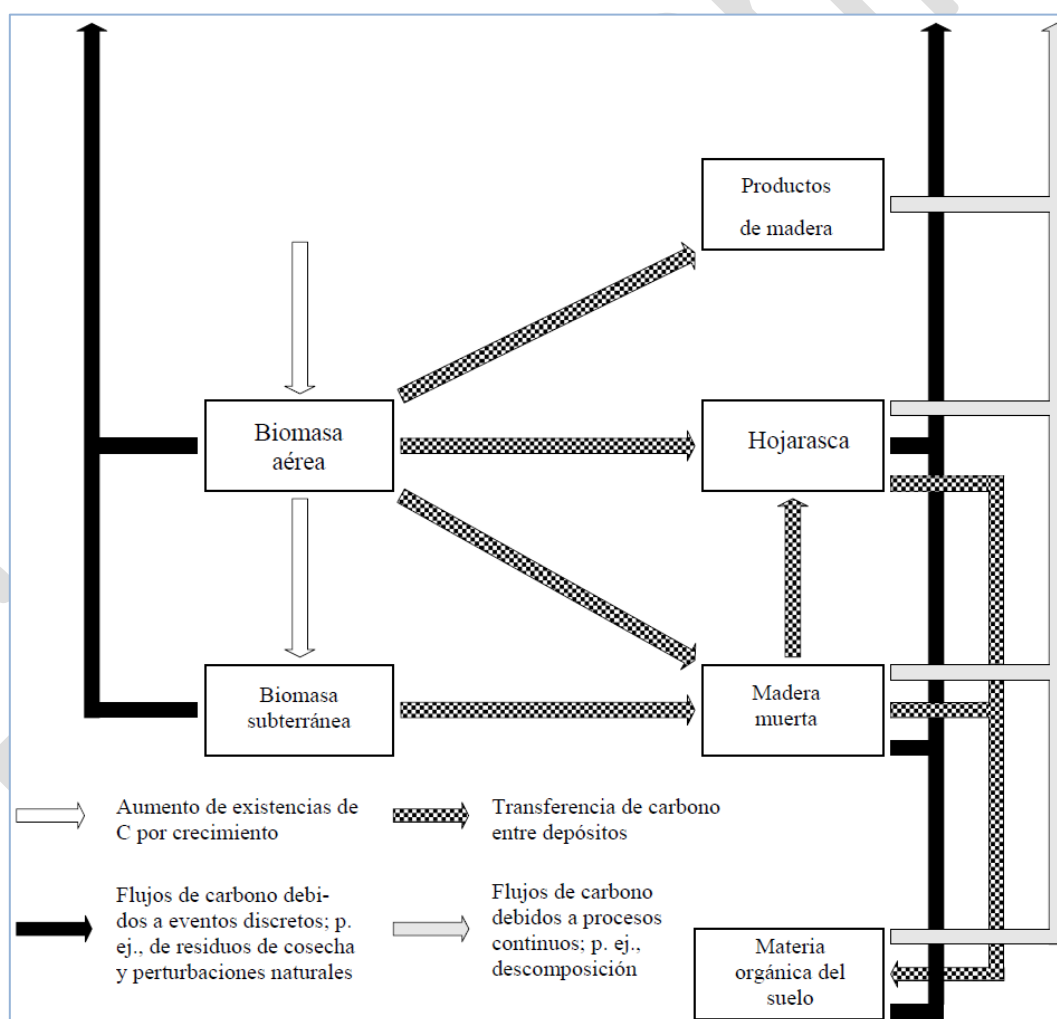 Productos
de madera
Biomasa
aérea
Hojarasca
Biomasa
subterránea
Madera
muerta
Aumento de existencias de
C por crecimiento
Transferencia de carbono
entre depósitos
Flujos de carbono debi-
dos a eventos discretos; p.
ej., de residuos de cosecha
y perturbaciones naturales
Flujos de carbono
debidos a procesos
continuos; p. ej.,
descomposición
Materia
orgánica del
suelo